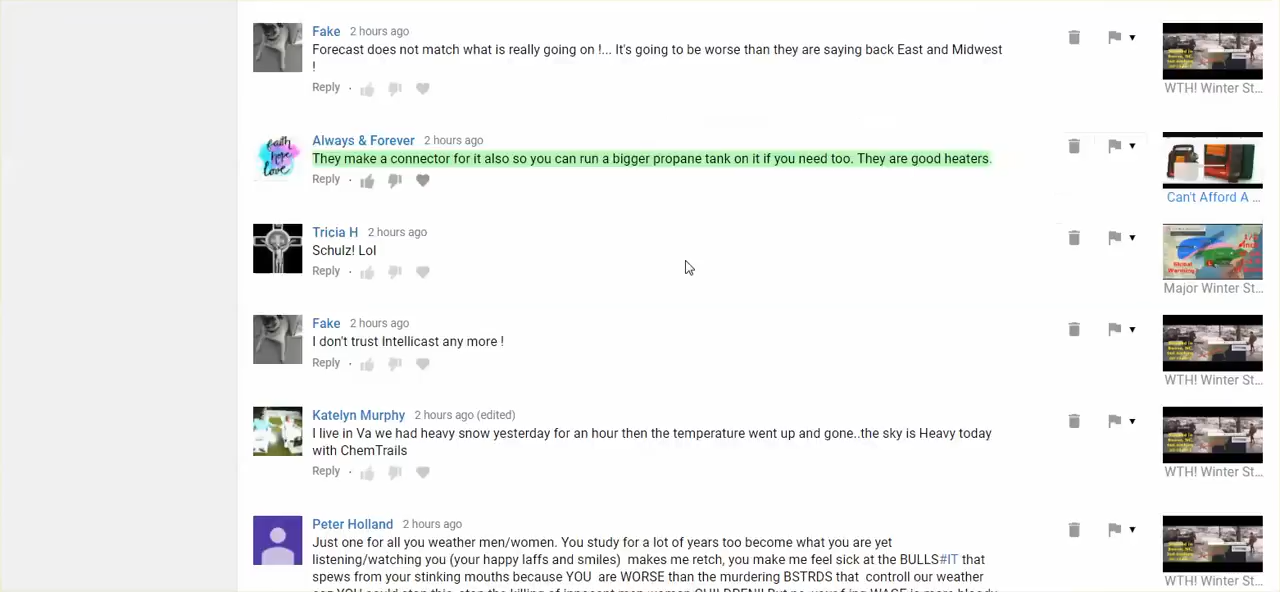 Fake 2 hours ago
Forecast does not match what is really going on !... It's going to be worse than they are saying back East and Midwest
!
Reply ·
WTH! Winter St...
faith
hope
love
Always & Forever 2 hours ago
They make a connector for it also so you can run a bigger propane tank on it if you need too. They are good heaters.
Reply ·
Can't Afford A ...
Tricia H 2 hours ago
Schulz! Lol
Reply ·
Global
Warming
Major Winter St...
Fake 2 hours ago
I don't trust Intellicast any more !
Reply ·
WTH! Winter St...
Katelyn Murphy 2 hours ago (edited)
I live in Va we had heavy snow yesterday for an hour then the temperature went up and gone..the sky is Heavy today
with ChemTrails
Reply ·
WTH! Winter St...
Peter Holland 2 hours ago
Just one for all you weather men/women. You study for a lot of years too become what you are yet
listening/watching you (your happy laffs and smiles) makes me retch, you make me feel sick at the BULLS#IT that
spews from your stinking mouths because YOU are WORSE than the murdering BSTRDS that controll our weather
WTH! Winter St...